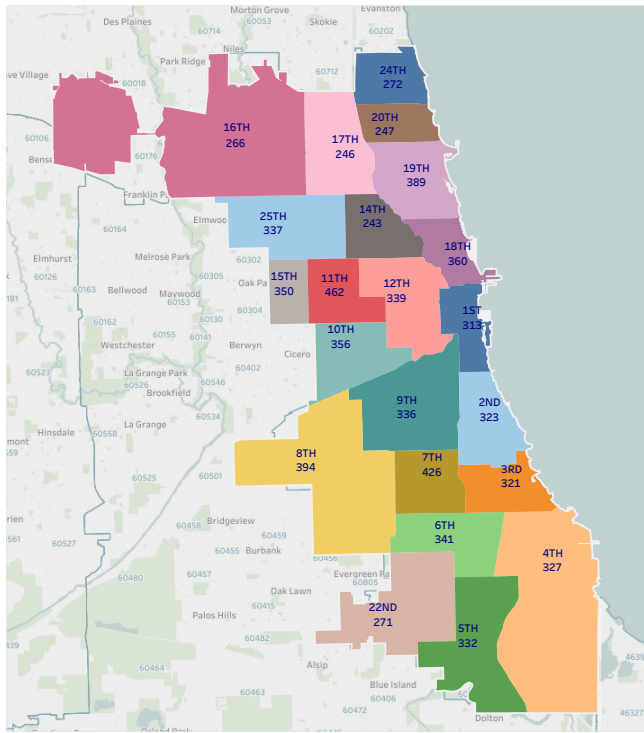 Morton Grove
Evanston
Des Plaines
60053
Skokie
60714
60202
Niles
Park Ridge
60712
24TH
272
60018
20TH
247
16TH
266
17TH
246
60106
60176
19TH
389
Franklin P
Elmwoo
25TH
337
14TH
243
60164
18TH
360
Elmhurst
Melrose Park
60302
60126
60163
Bellwood
60305
Maywood
Oak Pa
15TH
350
11TH
462
12TH
339
60153
60304
1ST
313
60162
60130
60155
60141
10TH
356
Westchester
Berwyn
Cicero
60402
60523
La Grange Park
60526
60546
Brookfield
9TH
336
2ND
323
60534
La Grange
Hinsdale
60558
8TH
394
7TH
426
3RD
321
60525
60501
Bridgeview
60458
6TH
341
60459
60527
60455
Burbank
60456
4TH
327
60480
60457
Evergreen Pa
60805
Oak Lawn
60415
22ND
271
Palos Hills
60482
5TH
332
4639
60464
Alsip
Blue Island
60463
60406
60472
Dolton
46327